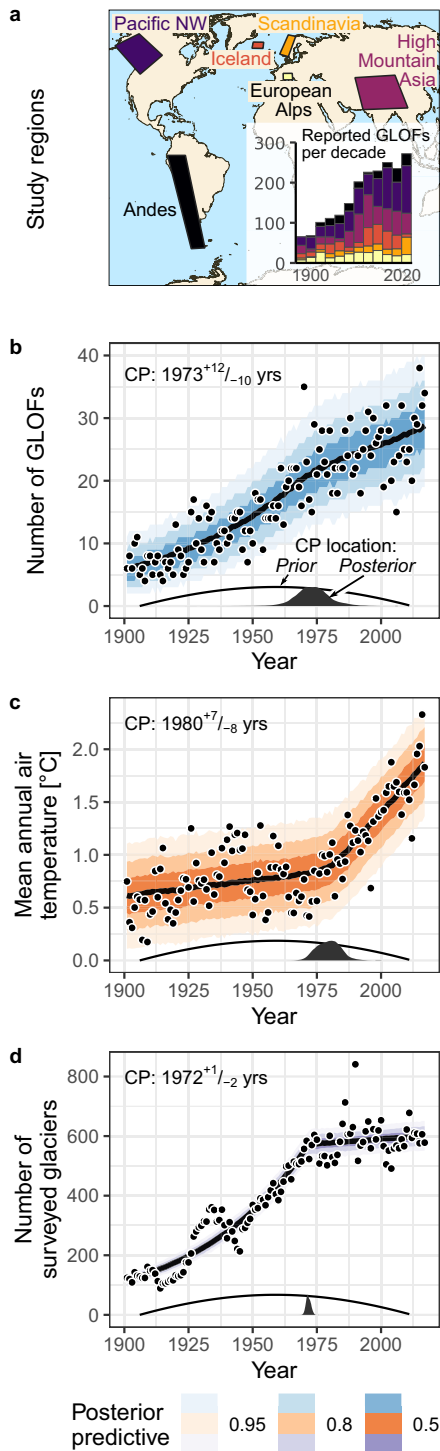 a
Study regions
Pacific NW
Scandinavia
Iceland
High
Mountain
Asia
European
Alps
Andes
Reported GLOFs
per decade
300
200
100
0
1900
2020
b
Number of GLOFs
40
30
20
10
0
CP: 1973+12/−10 yrs
CP location:
Prior
Posterior
1900
1925
1950
1975
2000
Year
c
Mean annual air
temperature [°C]
2.0
1.5
1.0
0.5
0.0
CP: 1980+7/−8 yrs
1900
1925
1950
1975
2000
Year
d
Number of
surveyed glaciers
800
600
400
200
0
CP: 1972+1/−2 yrs
1900
1925
1950
1975
2000
Year
Posterior
predictive
0.95
0.8
0.5